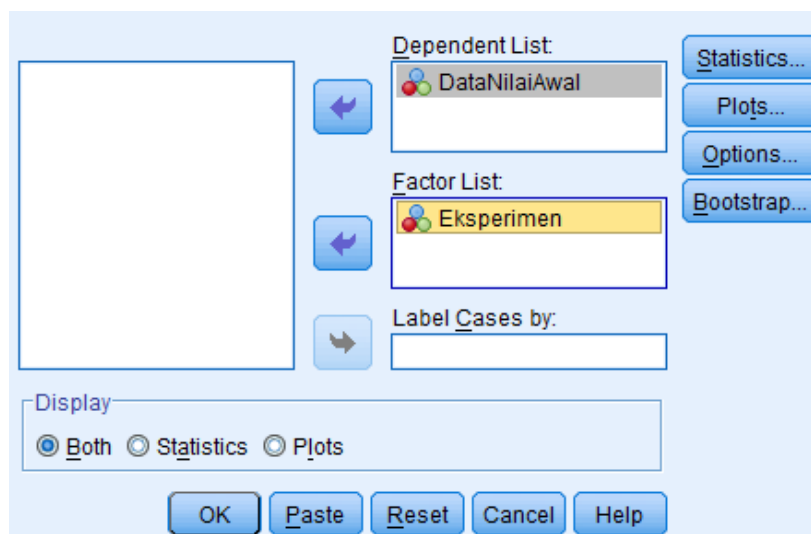 Dependent List:
DataNilaiAwal
Factor List:
Eksperimen
Label Cases by:
Statistics...
Plots...
Options...
Bootstrap...
Display
Both Statistics Plots
OK Paste Reset Cancel Help